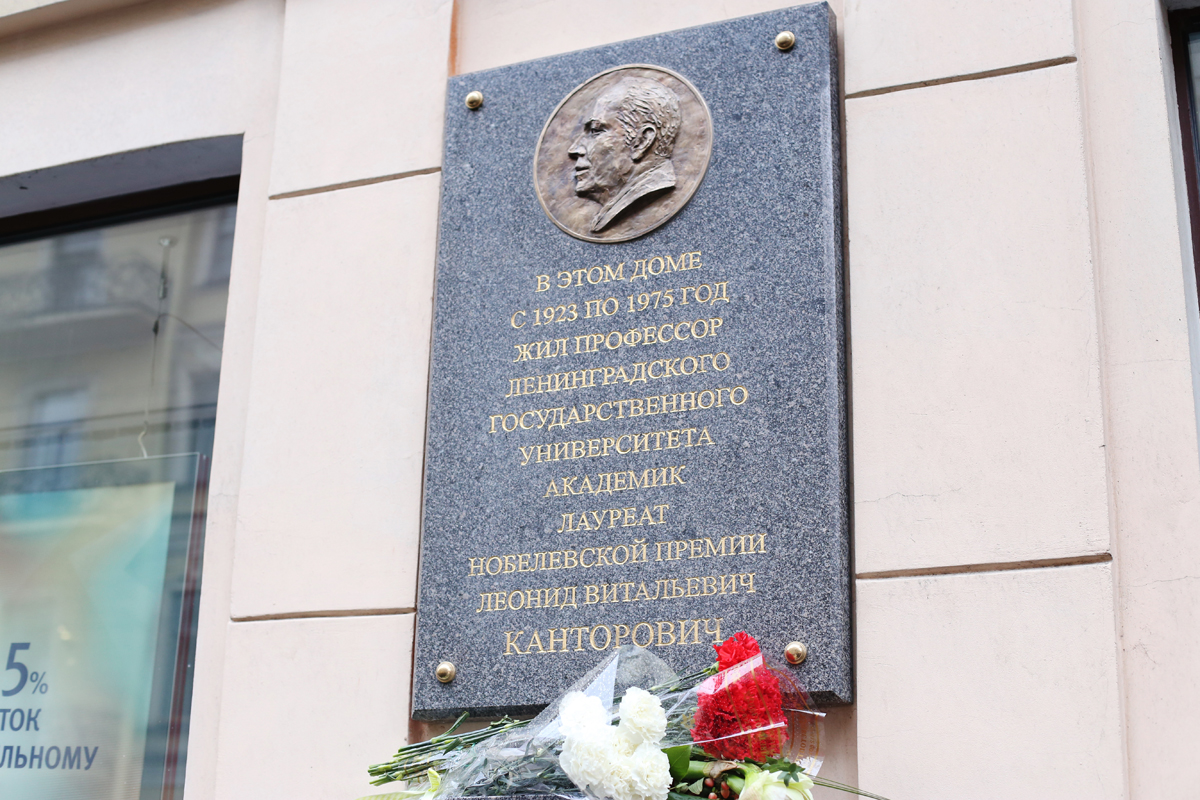 В ЭТОМ ДОМЕ
С 1923 ПО 1975 ГОД
ЖИЛ ПРОФЕССОР
ЛЕНИНГРАДСКОГО
ГОСУДАРСТВЕННОГО
УНИВЕРСИТЕТА
АКАДЕМИК
ЛАУРЕАТ
НОБЕЛЕВСКОЙ ПРЕМИИ
ЛЕОНИД ВИТАЛЬЕВИЧ
КАНТОРОВИЧ
5%
ТОК
ЛЬНОМУ